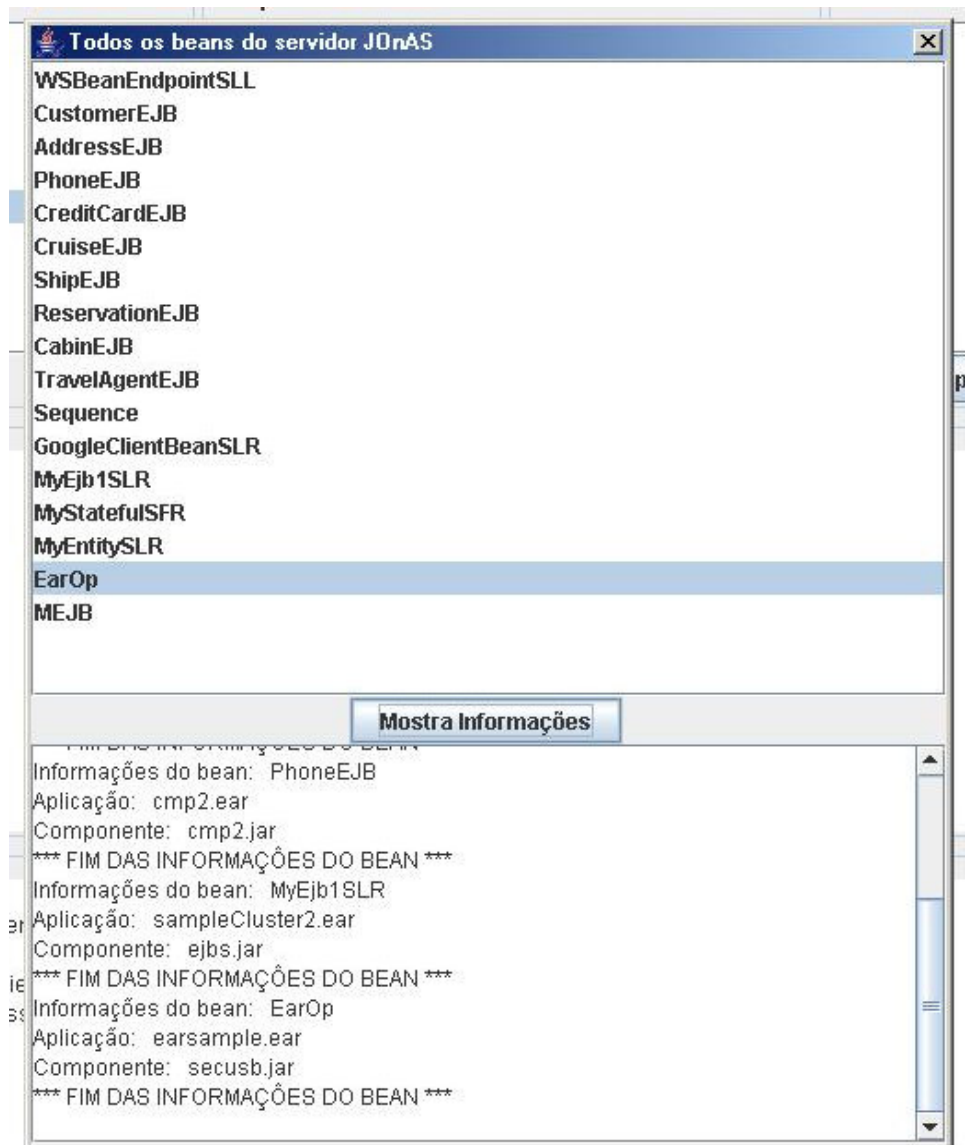 Todos os beans do servidor JOnAS
WSBeanEndpointSLL
CustomerEJB
AddressEJB
PhoneEJB
CreditCardEJB
CruiseEJB
ShipEJB
ReservationEJB
CabinEJB
TravelAgentEJB
Sequence
GoogleClientBeanSLR
MyEjb1SLR
MyStatefulSFR
MyEntitySLR
EarOp
MEJB
Mostra Informações
Informações do bean: PhoneEJB
Aplicação: cmp2.ear
Componente: cmp2.jar
*** FIM DAS INFORMAÇÔES DO BEAN ***
Informações do bean: MyEjb1SLR
Aplicação: sampleCluster2.ear
Componente: ejbs.jar
*** FIM DAS INFORMAÇÔES DO BEAN ***
Informações do bean: EarOp
Aplicação: earsample.ear
Componente: secusb.jar
*** FIM DAS INFORMAÇÔES DO BEAN ***